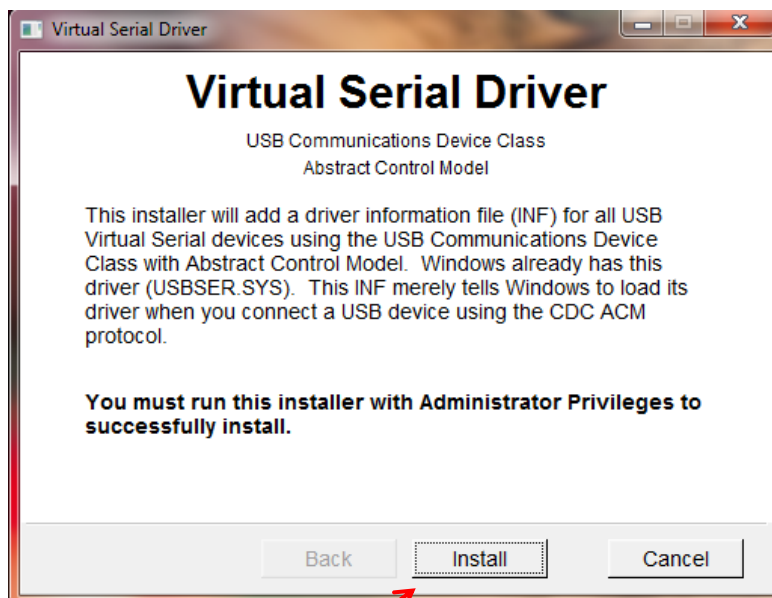 Virtual Serial Driver
Virtual Serial Driver
USB Communications Device Class
Abstract Control Model
This installer will add a driver information file (INF) for all USB
Virtual Serial devices using the USB Communications Device
Class with Abstract Control Model.  Windows already has this
driver (USBSER.SYS).  This INF merely tells Windows to load its
driver when you connect a USB device using the CDC ACM
protocol.
You must run this installer with Administrator Privileges to
successfully install.
Back Install Cancel